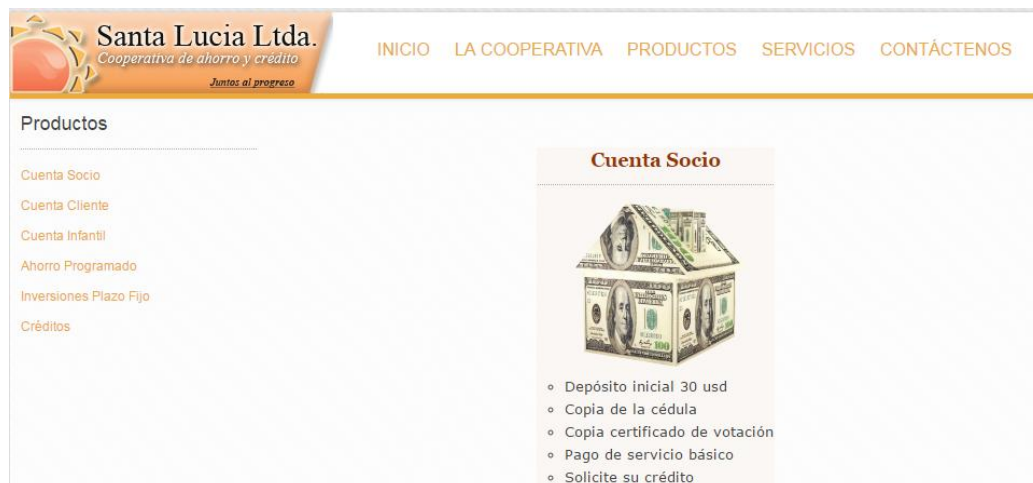 Santa Lucia Ltda.
Cooperativa de ahorro y crédito
Juntos al progreso
INICIO LA COOPERATIVA PRODUCTOS SERVICIOS CONTÁCTENOS
Productos
Cuenta Socio
Cuenta Cliente
Cuenta Infantil
Ahorro Programado
Inversiones Plazo Fijo
Créditos
Cuenta Socio
100
Depósito inicial 30 usd
Copia de la cédula
Copia certificado de votación
Pago de servicio básico
Solicite su crédito